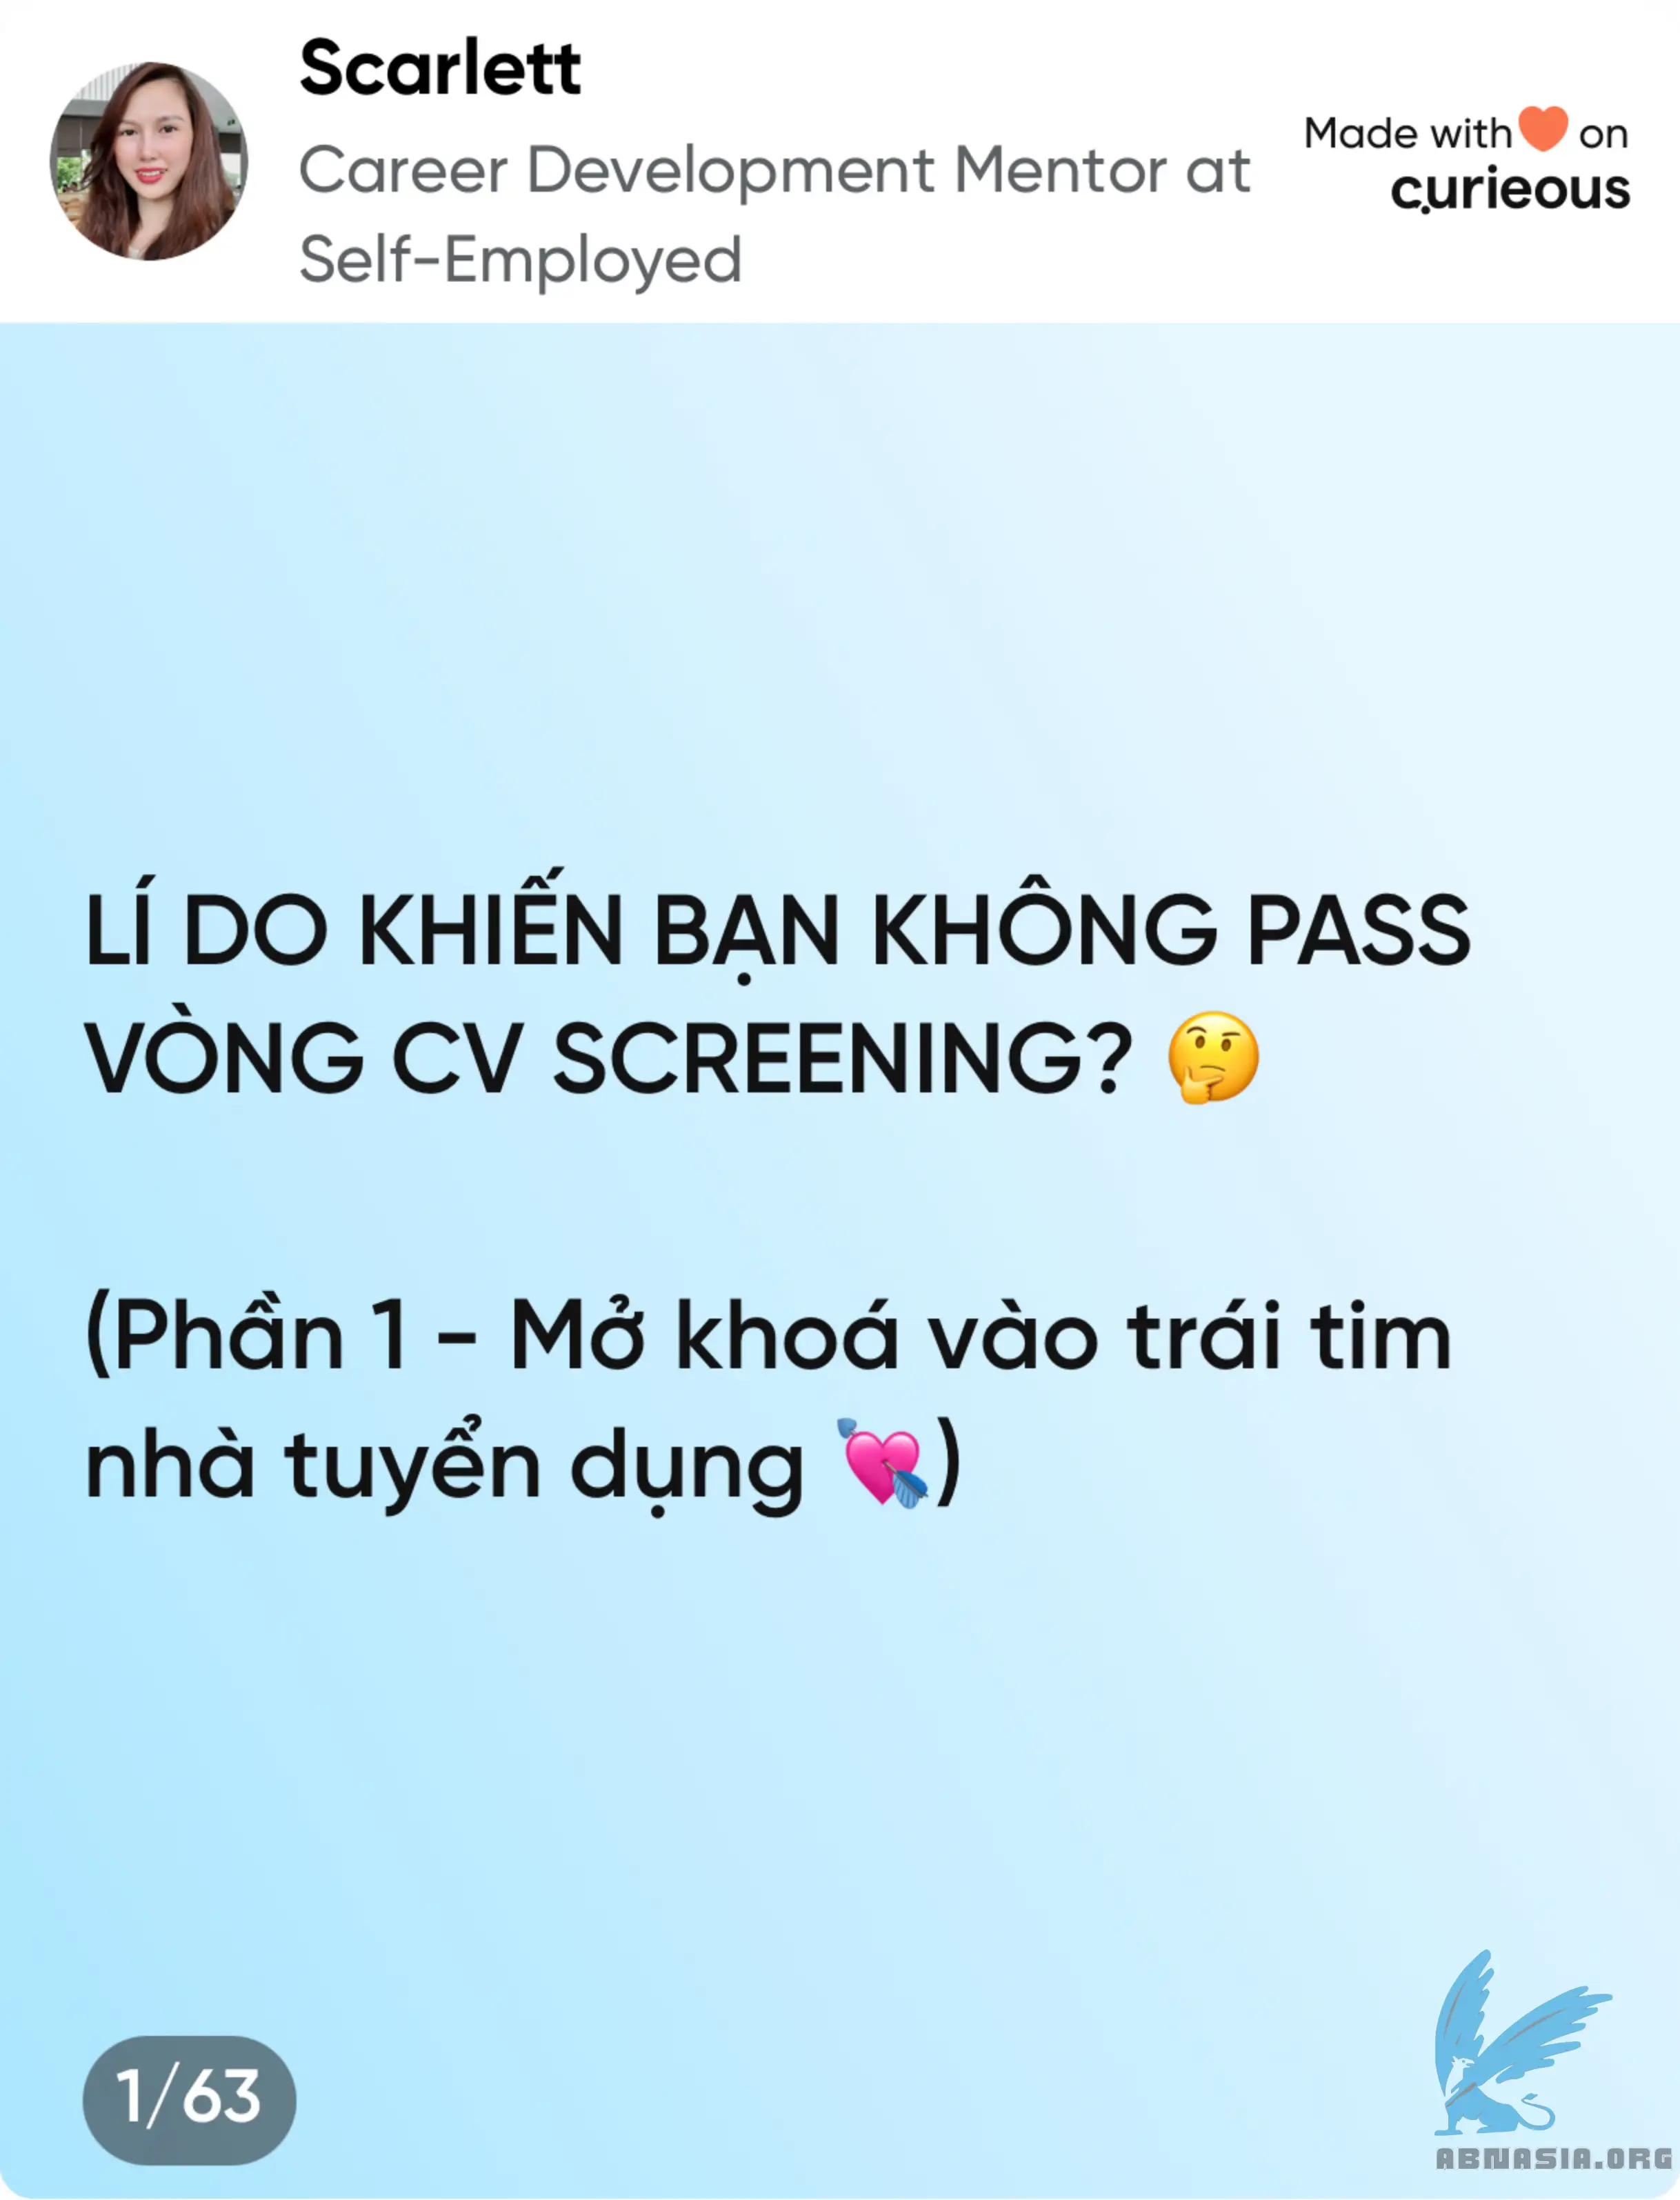 Scarlett
Career Development Mentor at
Self-Employed
Made with🧡 on
curieous
LÍ DO KHIẾN BẠN KHÔNG PASS
VÒNG CV SCREENING? 🤔
(Phần 1 - Mở khoá vào trái tim
nhà tuyển dụng 💘)
1/63
ABNASIA.ORG